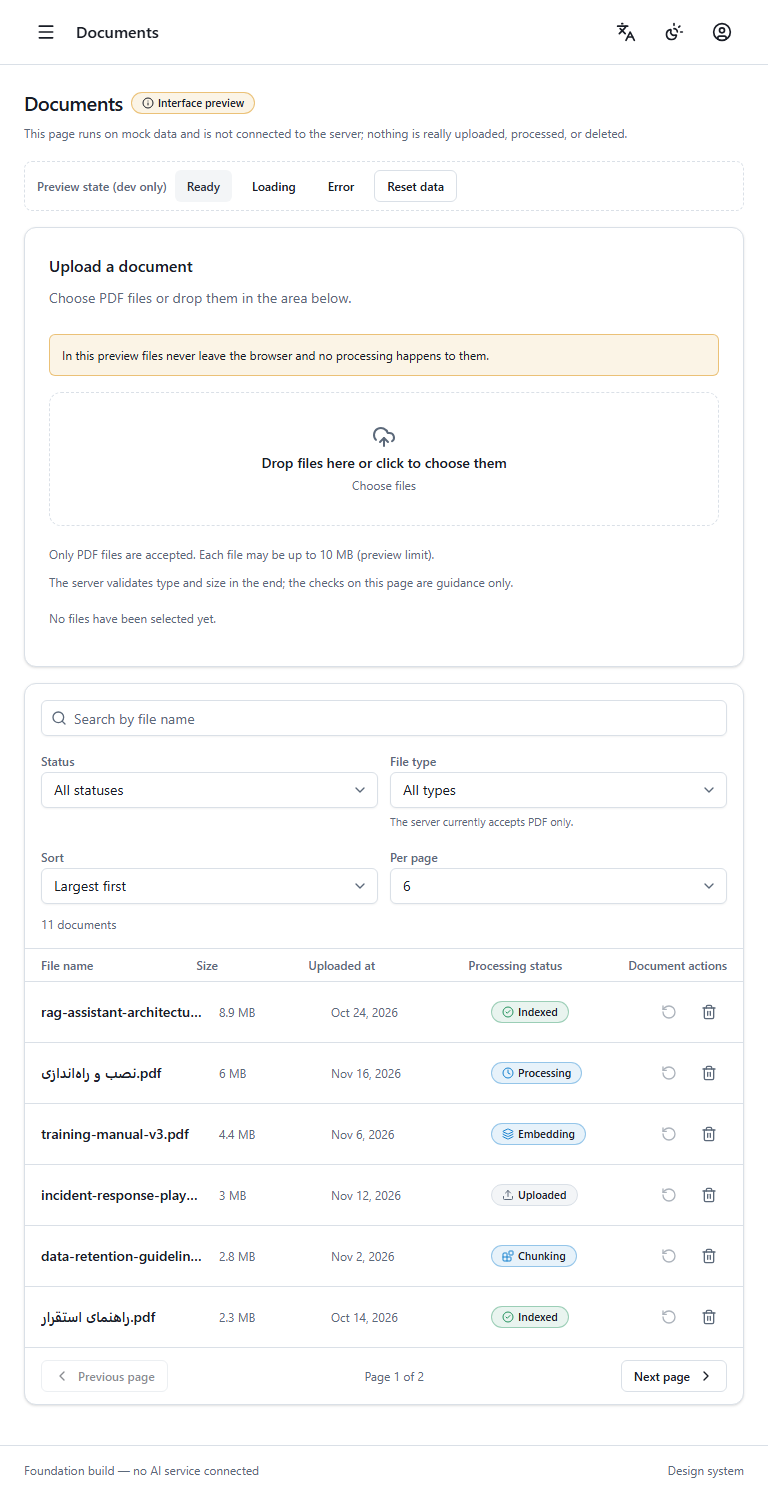 Documents
Documents
Interface preview
This page runs on mock data and is not connected to the server; nothing is really uploaded, processed, or deleted.
Preview state (dev only) Ready Loading Error Reset data
Upload a document
Choose PDF files or drop them in the area below.
In this preview files never leave the browser and no processing happens to them.
Drop files here or click to choose them
Choose files
Only PDF files are accepted. Each file may be up to 10 MB (preview limit).
The server validates type and size in the end; the checks on this page are guidance only.
No files have been selected yet.
Search by file name
Status File type
All statuses All types
The server currently accepts PDF only.
Sort Per page
Largest first 6
11 documents
File name Size Uploaded at Processing status Document actions
rag-assistant-architectu... 8.9 MB Oct 24, 2026 Indexed
نصب و راه‌اندازی.pdf 6 MB Nov 16, 2026 Processing
training-manual-v3.pdf 4.4 MB Nov 6, 2026 Embedding
incident-response-play... 3 MB Nov 12, 2026 Uploaded
data-retention-guidelin... 2.8 MB Nov 2, 2026 Chunking
راهنمای استقرار.pdf 2.3 MB Oct 14, 2026 Indexed
Previous page Page 1 of 2 Next page
Foundation build — no AI service connected Design system